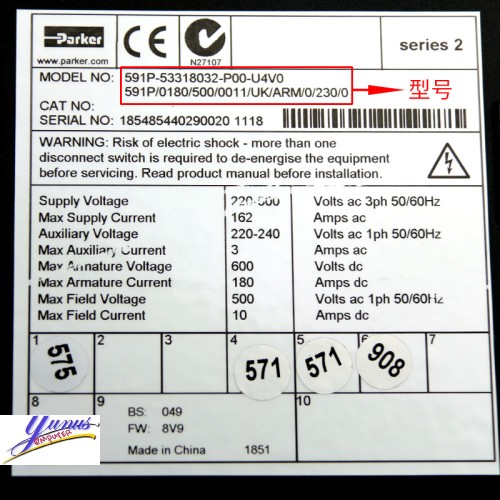 Parker
www.parker.com
CE
N27107
series 2
MODEL NO: 591P-53318032-P00-U4V0
591P/0180/500/0011/UK/ARM/0/230/0
型号
CAT NO:
SERIAL NO: 185485440290020 1118
WARNING: Risk of electric shock - more than one
disconnect switch is required to de-energise the equipment
before servicing. Read product manual before installation.
Supply Voltage 220-500 Volts ac 3ph 50/60Hz
Max Supply Current 162 Amps ac
Auxiliary Voltage 220-240 Volts ac 1ph 50/60Hz
Max Auxiliary Current 3 Amps ac
Max Armature Voltage 600 Volts dc
Max Armature Current 180 Amps dc
Max Field Voltage 500 Volts ac 1ph 50/60Hz
Max Field Current 10 Amps dc
1 2 3 4 5 6 7
575 571 571 908
8 9 10
BS: 049
FW: 8V9
Made in China 1851
Yunus
COMPUTER